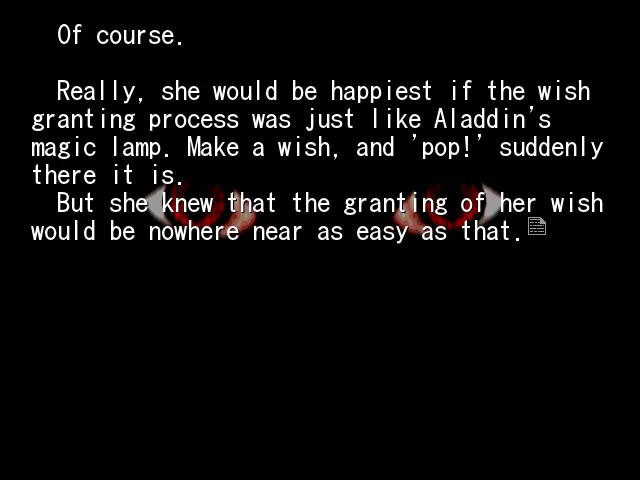 Of course.
Really, she would be happiest if the wish
granting process was just like Aladdin's
magic lamp. Make a wish, and 'pop!' suddenly
there it is.
But she knew that the granting of her wish
would be nowhere near as easy as that.